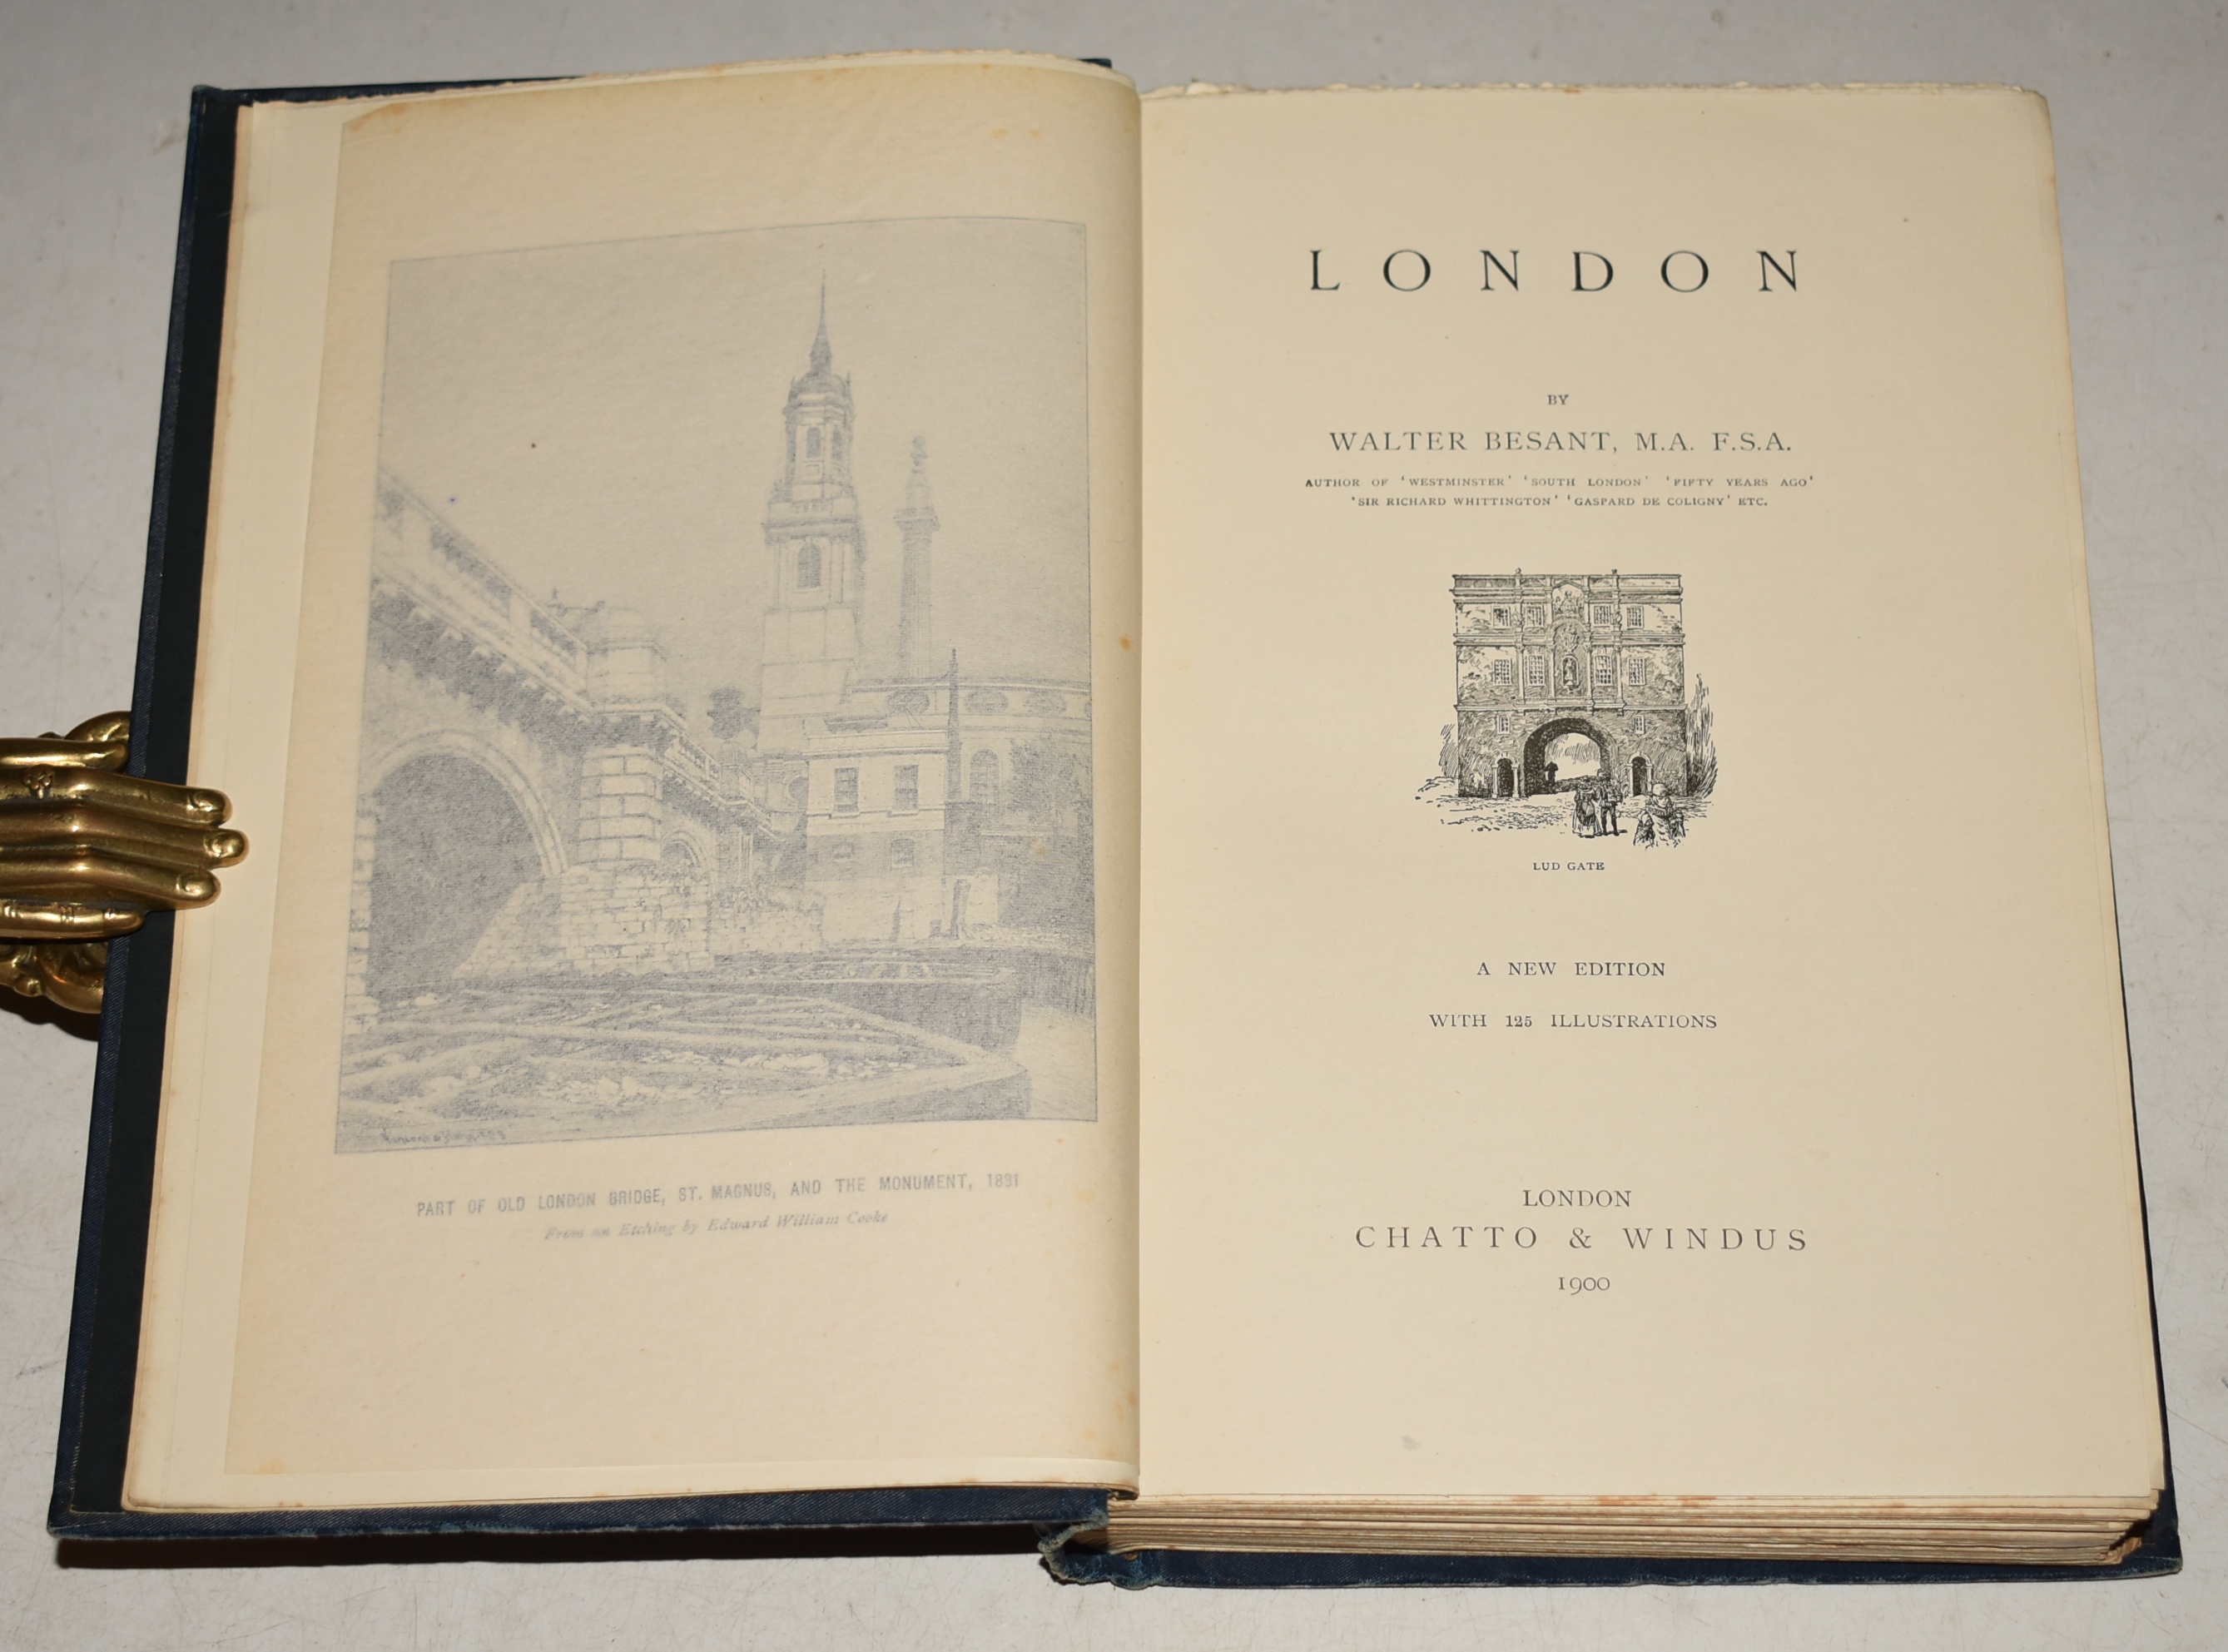 PART OF OLD LONDON BRIDGE, ST. MAGNUS, AND THE MONUMENT, 1831
From an Etching by Edward William Cooke
LONDON
BY
WALTER BESANT, M.A. F.S.A.
AUTHOR OF 'WESTMINSTER' 'SOUTH LONDON' 'FIFTY YEARS AGO'
'SIR RICHARD WHITTINGTON' 'GASPARD DE COLIGNY' ETC.
LUD GATE
A NEW EDITION
WITH 125 ILLUSTRATIONS
LONDON
CHATTO & WINDUS
1900